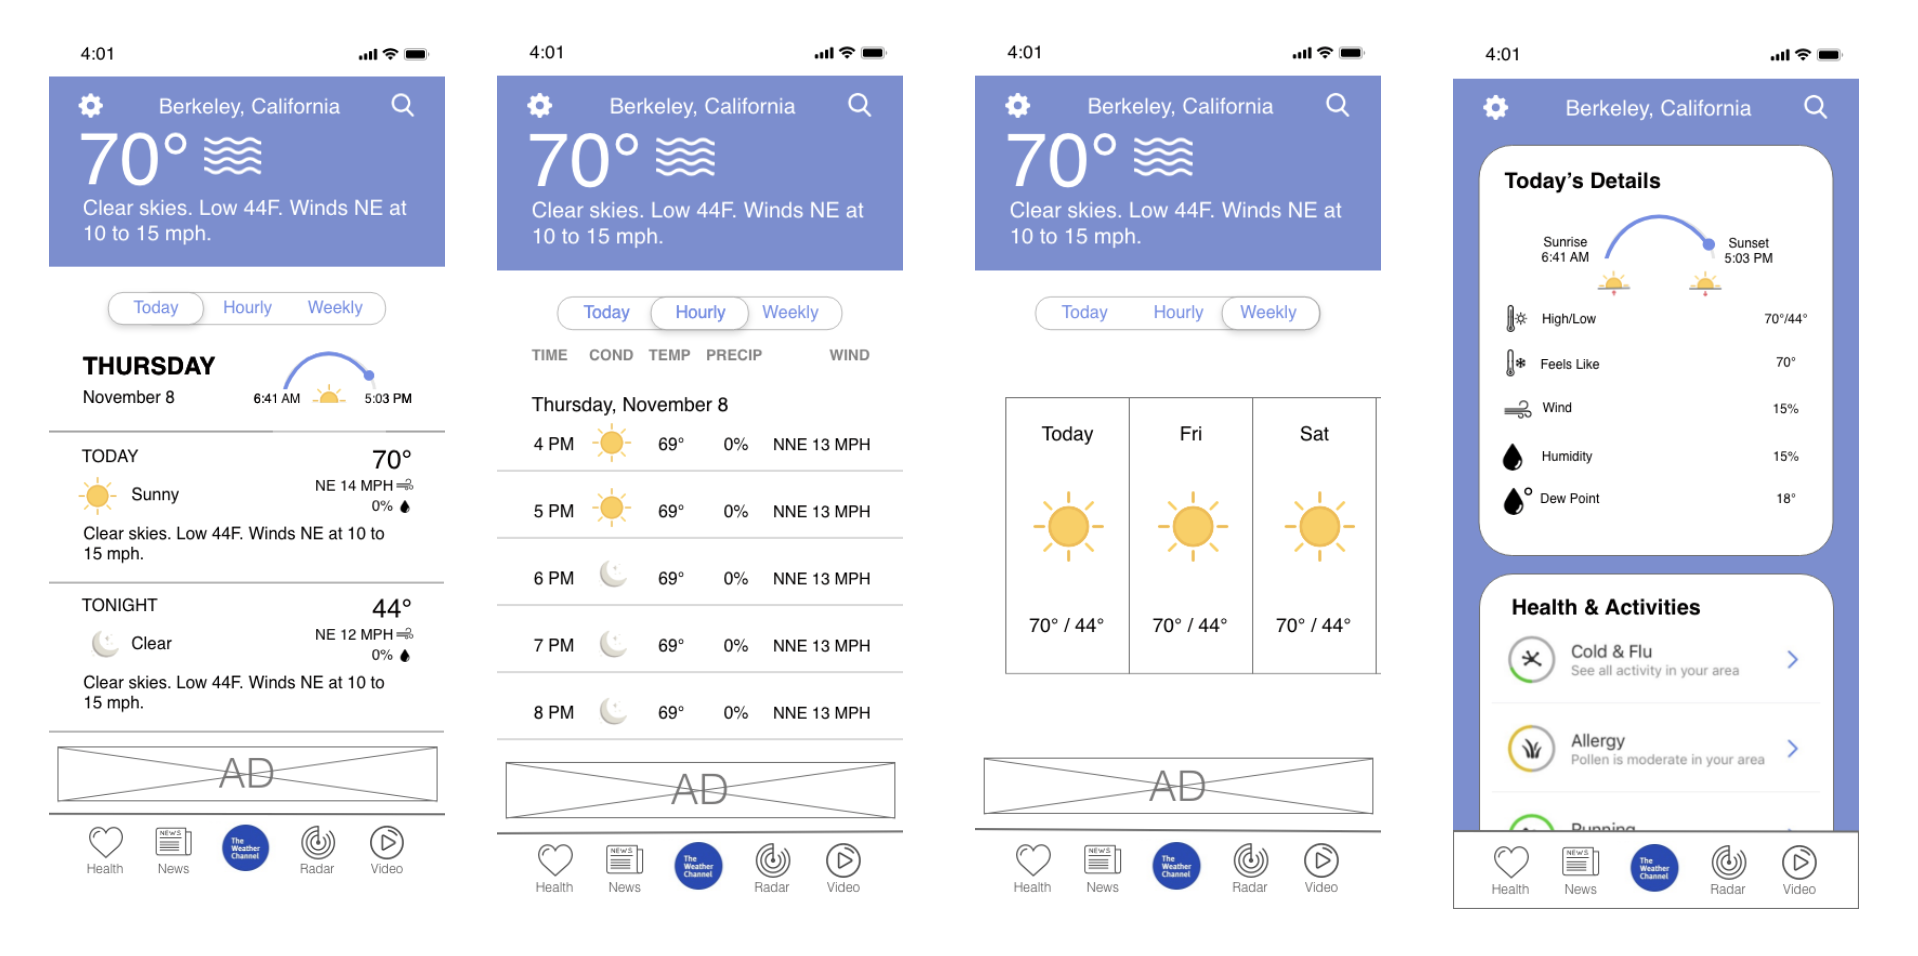 4:01
Berkeley, California
70°
Clear skies. Low 44F. Winds NE at
10 to 15 mph.
Today Hourly Weekly
THURSDAY
November 8
6:41 AM 5:03 PM
TODAY 70°
Sunny NE 14 MPH
0%
Clear skies. Low 44F. Winds NE at 10 to
15 mph.
TONIGHT 44°
Clear NE 12 MPH
0%
Clear skies. Low 44F. Winds NE at 10 to
15 mph.
AD
NEWS
The
Weather
Channel
Health News Radar Video
4:01
Berkeley, California
70°
Clear skies. Low 44F. Winds NE at
10 to 15 mph.
Today Hourly Weekly
TIME COND TEMP PRECIP WIND
Thursday, November 8
4 PM 69° 0% NNE 13 MPH
5 PM 69° 0% NNE 13 MPH
6 PM 69° 0% NNE 13 MPH
7 PM 69° 0% NNE 13 MPH
8 PM 69° 0% NNE 13 MPH
AD
NEWS
The
Weather
Channel
Health News Radar Video
4:01
Berkeley, California
70°
Clear skies. Low 44F. Winds NE at
10 to 15 mph.
Today Hourly Weekly
Today Fri Sat
70° / 44° 70° / 44° 70° / 44°
AD
NEWS
The
Weather
Channel
Health News Radar Video
4:01
Berkeley, California
Today's Details
Sunrise Sunset
6:41 AM 5:03 PM
High/Low 70°/44°
Feels Like 70°
Wind 15%
Humidity 15%
Dew Point 18°
Health & Activities
Cold & Flu
See all activity in your area
Allergy
Pollen is moderate in your area
Running
NEWS
The
Weather
Channel
Health News Radar Video